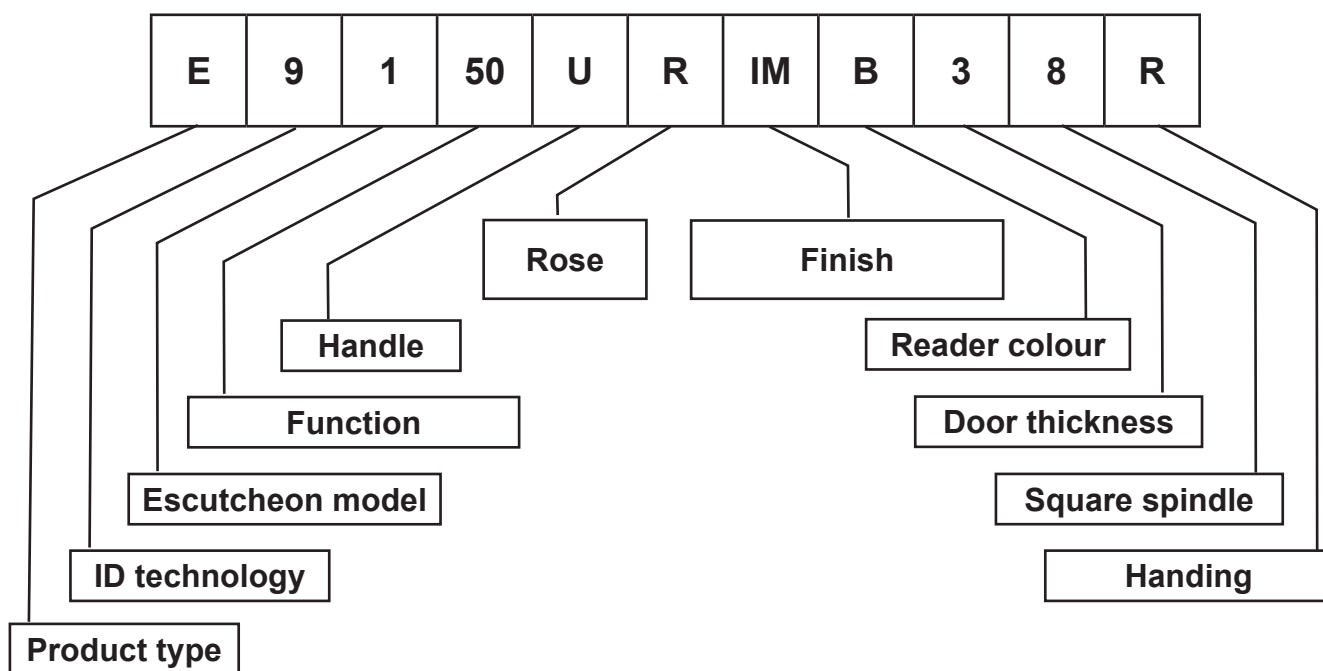 E 9 1 50 U R IM B 3 8 R
Rose
Finish
Handle
Reader colour
Function
Door thickness
Escutcheon model
Square spindle
ID technology
Handing
Product type